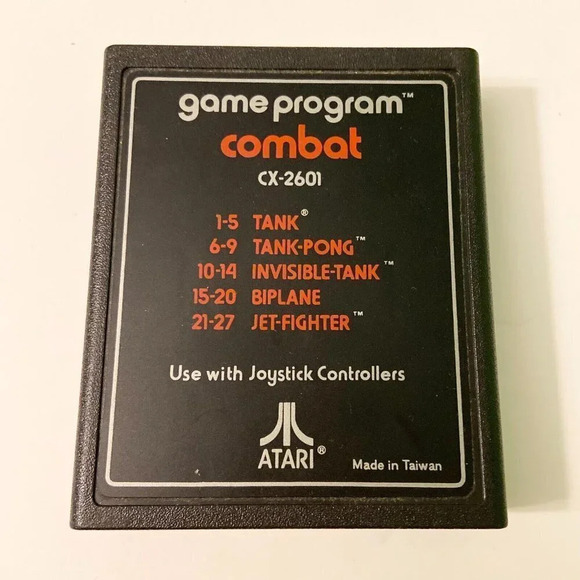 game program™
combat
CX-2601
1-5 TANK®
6-9 TANK-PONG™
10-14 INVISIBLE-TANK™
15-20 BIPLANE
21-27 JET-FIGHTER™
Use with Joystick Controllers
ATARI®
Made in Taiwan